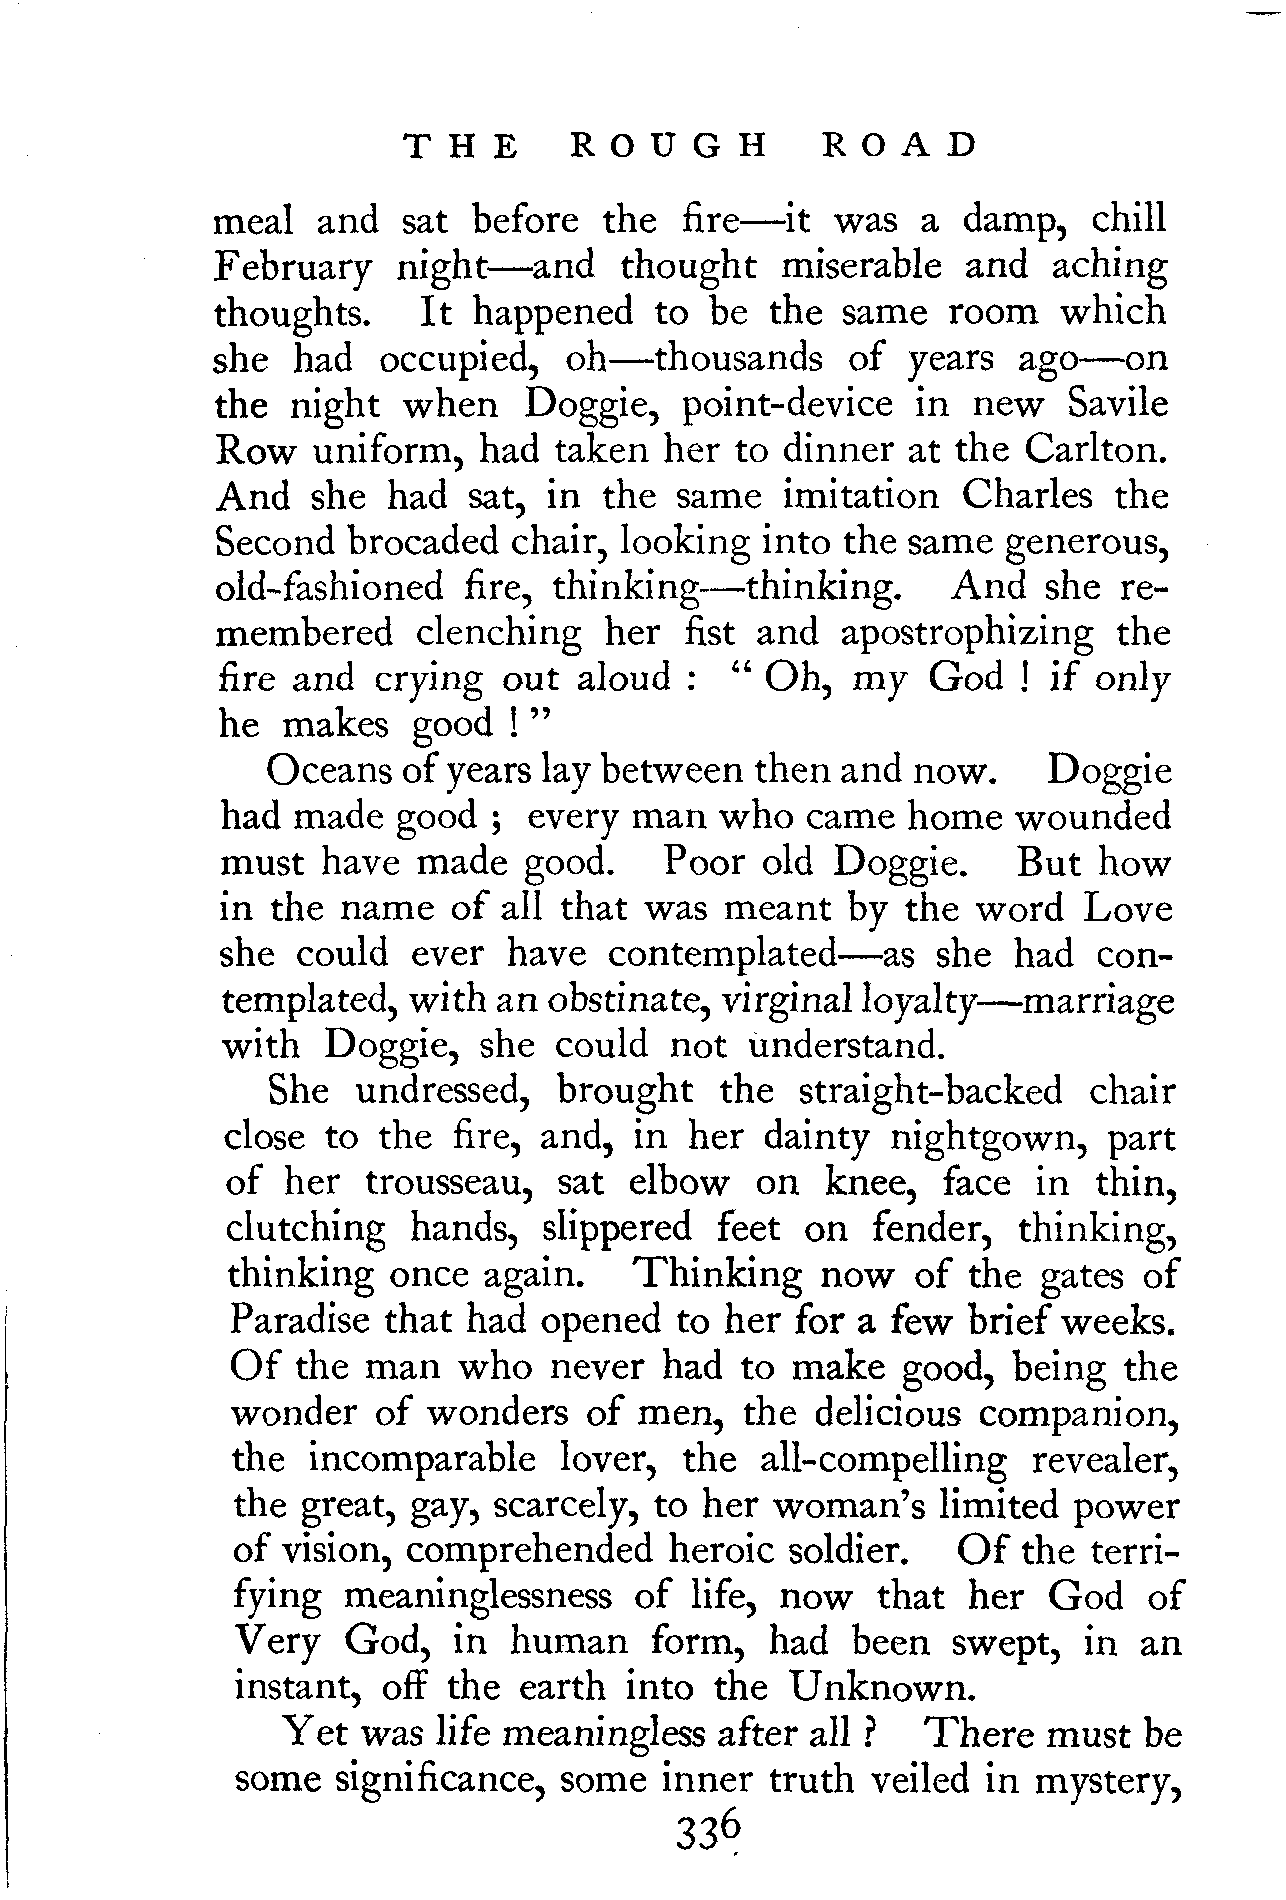 THE ROUGH ROAD
meal and sat before the fire—it was a damp, chill
February night—and thought miserable and aching
thoughts. It happened to be the same room which
she had occupied, oh—thousands of years ago—on
the night when Doggie, point-device in new Savile
Row uniform, had taken her to dinner at the Carlton.
And she had sat, in the same imitation Charles the
Second brocaded chair, looking into the same generous,
old-fashioned fire, thinking—thinking. And she re-
membered clenching her fist and apostrophizing the
fire and crying out aloud : “ Oh, my God ! if only
he makes good ! ”
Oceans of years lay between then and now. Doggie
had made good ; every man who came home wounded
must have made good. Poor old Doggie. But how
in the name of all that was meant by the word Love
she could ever have contemplated—as she had con-
templated, with an obstinate, virginal loyalty—marriage
with Doggie, she could not understand.
She undressed, brought the straight-backed chair
close to the fire, and, in her dainty nightgown, part
of her trousseau, sat elbow on knee, face in thin,
clutching hands, slippered feet on fender, thinking,
thinking once again. Thinking now of the gates of
Paradise that had opened to her for a few brief weeks.
Of the man who never had to make good, being the
wonder of wonders of men, the delicious companion,
the incomparable lover, the all-compelling revealer,
the great, gay, scarcely, to her woman’s limited power
of vision, comprehended heroic soldier. Of the terri-
fying meaninglessness of life, now that her God of
Very God, in human form, had been swept, in an
instant, off the earth into the Unknown.
Yet was life meaningless after all ? There must be
some significance, some inner truth veiled in mystery,
336